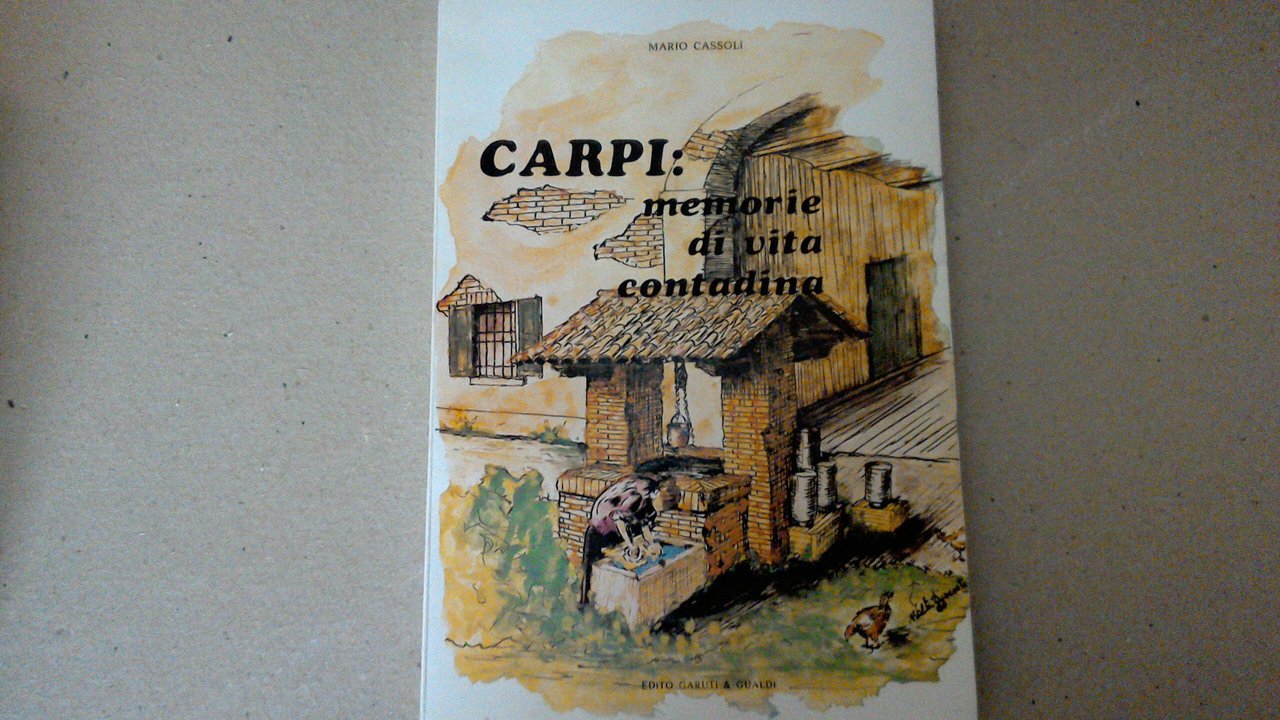 MARIO CASSOLI
CARPI:
memorie
di vita
contadina
EDITO GARUTI & GUALDI